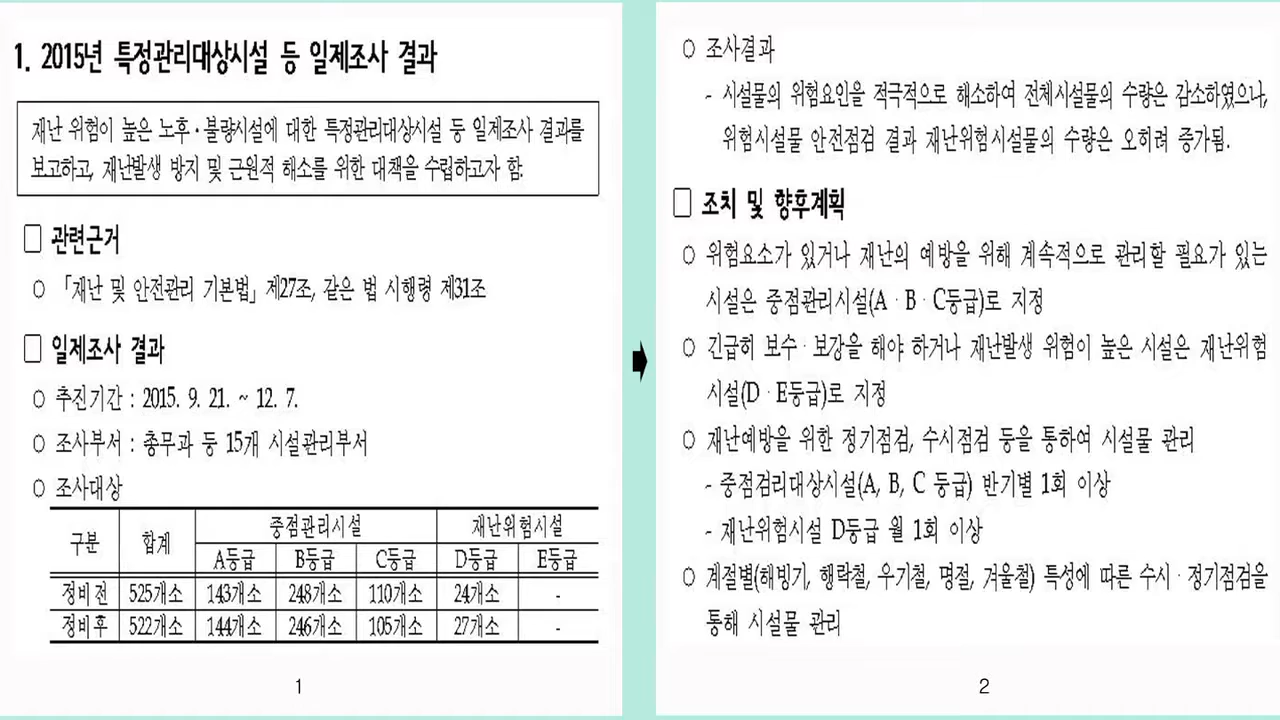 1. 2015년 특정관리대상시설 등 일제조사 결과
재난 위험이 높은 노후·불량시설에 대한 특정관리대상시설 등 일제조사 결과를
보고하고, 재난발생 방지 및 근원적 해소를 위한 대책을 수립하고자 함.
□ 관련근거
○ 「재난 및 안전관리 기본법」 제27조, 같은 법 시행령 제31조
□ 일제조사 결과
○ 추진기간 : 2015. 9. 21. ~ 12. 7.
○ 조사부서 : 총무과 등 15개 시설관리부서
○ 조사대상
구분 합계 중점관리시설 재난위험시설
A등급 B등급 C등급 D등급 E등급
정비 전 525개소 143개소 248개소 110개소 24개소 -
정비 후 522개소 144개소 246개소 105개소 27개소 -
1
○ 조사결과
- 시설물의 위험요인을 적극적으로 해소하여 전체시설물의 수량은 감소하였으나,
위험시설물 안전점검 결과 재난위험시설물의 수량은 오히려 증가됨.
□ 조치 및 향후계획
○ 위험요소가 있거나 재난의 예방을 위해 계속적으로 관리할 필요가 있는
시설은 중점관리시설(A·B·C등급)로 지정
○ 긴급히 보수·보강을 해야 하거나 재난발생 위험이 높은 시설은 재난위험
시설(D·E등급)로 지정
○ 재난예방을 위한 정기점검, 수시점검 등을 통하여 시설물 관리
- 중점검리대상시설(A, B, C 등급) 반기별 1회 이상
- 재난위험시설 D등급 월 1회 이상
○ 계절별(해빙기, 행락철, 우기철, 명절, 겨울철) 특성에 따른 수시·정기점검을
통해 시설물 관리
2